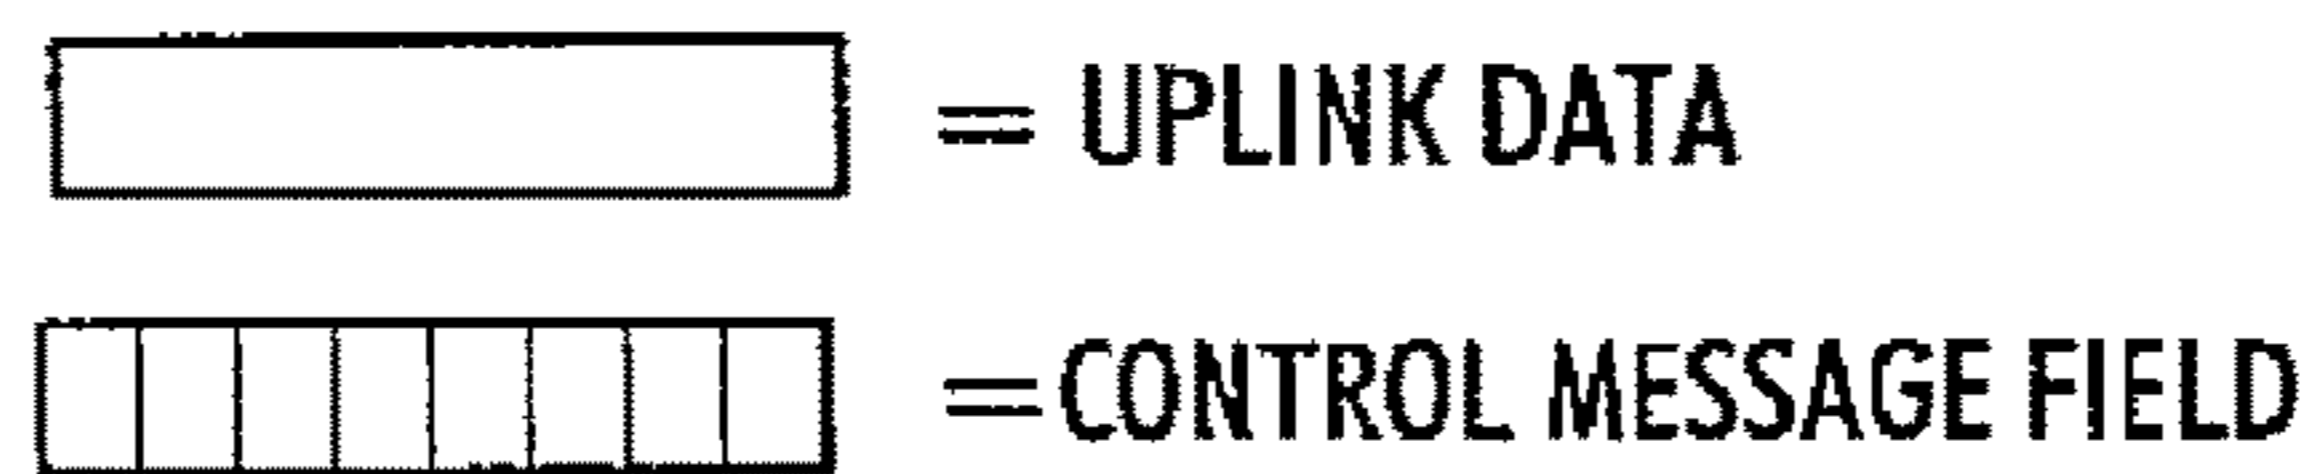 = UPLINK DATA
= CONTROL MESSAGE FIELD